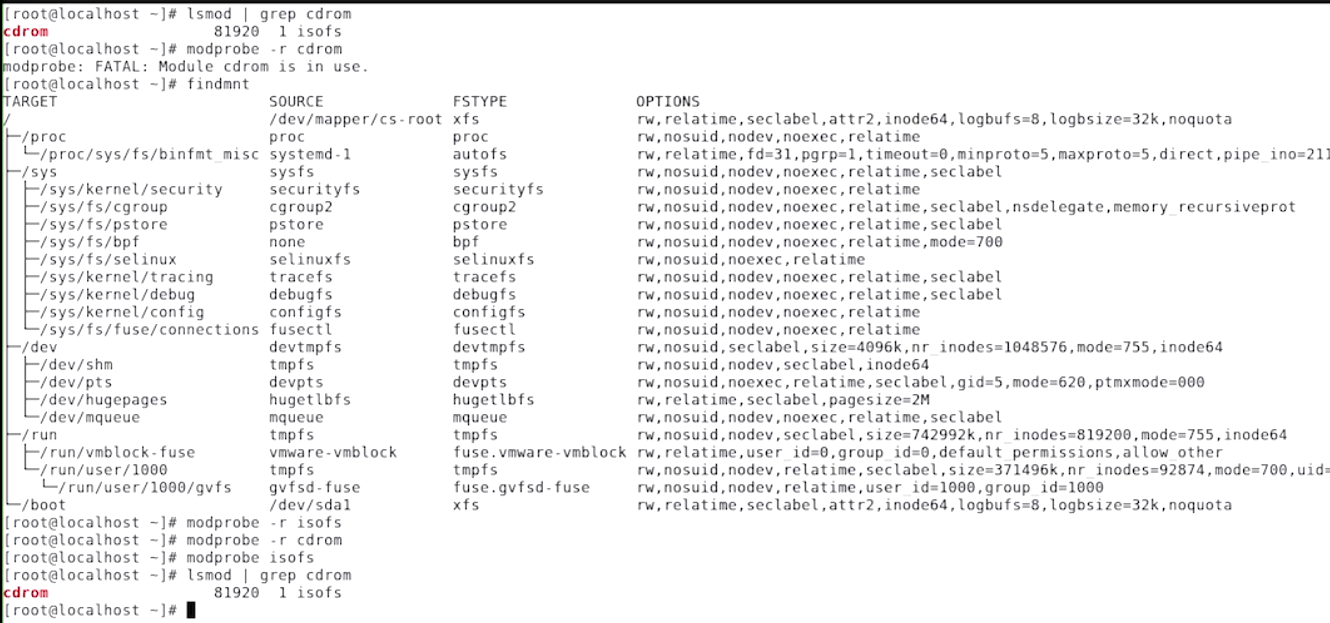 [root@localhost ~]# lsmod | grep cdrom
cdrom                  81920  1 isofs
[root@localhost ~]# modprobe -r cdrom
modprobe: FATAL: Module cdrom is in use.
[root@localhost ~]# findmnt
TARGET                       SOURCE              FSTYPE              OPTIONS
/                            /dev/mapper/cs-root xfs                 rw,relatime,seclabel,attr2,inode64,logbufs=8,logbsize=32k,noquota
├─/proc                      proc                proc                rw,nosuid,nodev,noexec,relatime
│ └─/proc/sys/fs/binfmt_misc systemd-1           autofs              rw,relatime,fd=31,pgrp=1,timeout=0,minproto=5,maxproto=5,direct,pipe_ino=211
├─/sys                       sysfs               sysfs               rw,nosuid,nodev,noexec,relatime,seclabel
│ ├─/sys/kernel/security     securityfs          securityfs          rw,nosuid,nodev,noexec,relatime
│ ├─/sys/fs/cgroup           cgroup2             cgroup2             rw,nosuid,nodev,noexec,relatime,seclabel,nsdelegate,memory_recursiveprot
│ ├─/sys/fs/pstore           pstore              pstore              rw,nosuid,nodev,noexec,relatime,seclabel
│ ├─/sys/fs/bpf              none                bpf                 rw,nosuid,nodev,noexec,relatime,mode=700
│ ├─/sys/fs/selinux          selinuxfs           selinuxfs           rw,nosuid,noexec,relatime
│ ├─/sys/kernel/tracing      tracefs             tracefs             rw,nosuid,nodev,noexec,relatime,seclabel
│ ├─/sys/kernel/debug        debugfs             debugfs             rw,nosuid,nodev,noexec,relatime,seclabel
│ ├─/sys/kernel/config       configfs            configfs            rw,nosuid,nodev,noexec,relatime
│ └─/sys/fs/fuse/connections fusectl             fusectl             rw,nosuid,nodev,noexec,relatime
├─/dev                       devtmpfs            devtmpfs            rw,nosuid,seclabel,size=4096k,nr_inodes=1048576,mode=755,inode64
│ ├─/dev/shm                 tmpfs               tmpfs               rw,nosuid,nodev,seclabel,inode64
│ ├─/dev/pts                 devpts              devpts              rw,nosuid,noexec,relatime,seclabel,gid=5,mode=620,ptmxmode=000
│ ├─/dev/hugepages           hugetlbfs           hugetlbfs           rw,relatime,seclabel,pagesize=2M
│ └─/dev/mqueue              mqueue              mqueue              rw,nosuid,nodev,noexec,relatime,seclabel
├─/run                       tmpfs               tmpfs               rw,nosuid,nodev,seclabel,size=742992k,nr_inodes=819200,mode=755,inode64
│ ├─/run/vmblock-fuse        vmware-vmblock      fuse.vmware-vmblock rw,relatime,user_id=0,group_id=0,default_permissions,allow_other
│ └─/run/user/1000           tmpfs               tmpfs               rw,nosuid,nodev,relatime,seclabel,size=371496k,nr_inodes=92874,mode=700,uid=
│   └─/run/user/1000/gvfs    gvfsd-fuse          fuse.gvfsd-fuse     rw,nosuid,nodev,relatime,user_id=1000,group_id=1000
└─/boot                      /dev/sda1           xfs                 rw,relatime,seclabel,attr2,inode64,logbufs=8,logbsize=32k,noquota
[root@localhost ~]# modprobe -r isofs
[root@localhost ~]# modprobe -r cdrom
[root@localhost ~]# modprobe isofs
[root@localhost ~]# lsmod | grep cdrom
cdrom                  81920  1 isofs
[root@localhost ~]#